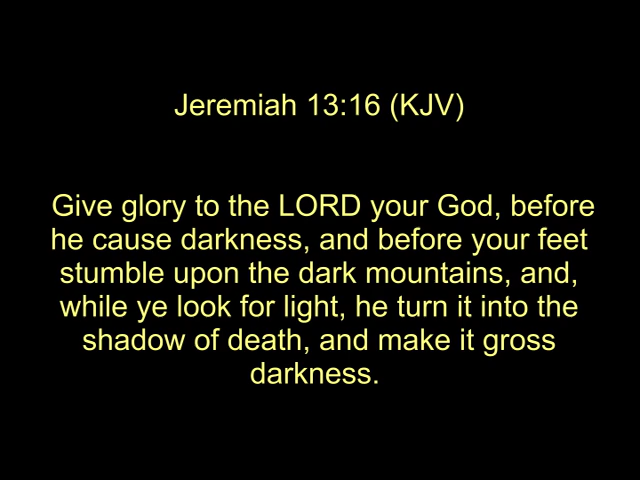 Jeremiah 13:16 (KJV)
Give glory to the LORD your God, before
he cause darkness, and before your feet
stumble upon the dark mountains, and,
while ye look for light, he turn it into the
shadow of death, and make it gross
darkness.